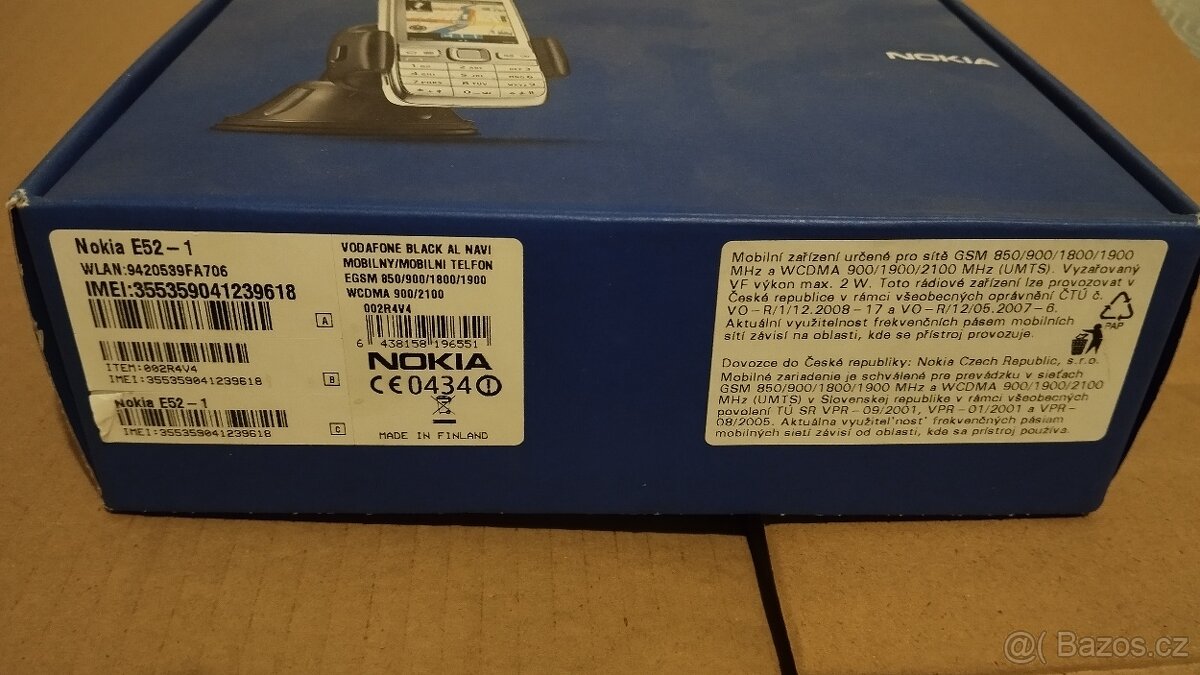 NOKIA
Nokia E52-1
WLAN:9420539FA706
IMEI:355359041239618
A
ITEM:002R4V4
IMEI:355359041239618
B
Nokia E52-1
IMEI:355359041239618
C
VODAFONE BLACK AL NAVI
MOBILNY/MOBILNI TELFON
EGSM 850/900/1800/1900
WCDMA 900/2100
002R4V4
6 438158 196551
NOKIA
CE0434
MADE IN FINLAND
Mobilní zařízení určené pro sítě GSM 850/900/1800/1900
MHz a WCDMA 900/1900/2100 MHz (UMTS). Vyzařovaný
VF výkon max. 2 W. Toto rádiové zařízení lze provozovat v
České republice v rámci všeobecných oprávnění ČTÚ č.
VO-R/1/12.2008-17 a VO-R/12/05.2007-6.
Aktuální využitelnost frekvenčních pásem mobilních
sítí závisí na oblasti, kde se přístroj provozuje.
PAP
Dovozce do České republiky: Nokia Czech Republic, s.r.o.
Mobilné zariadenie je schválené pre prevádzku v sieťach
GSM 850/900/1800/1900 MHz a WCDMA 900/1900/2100
MHz (UMTS) v Slovenskej republike v rámci všeobecných
povolení TÚ SR VPR-09/2001, VPR-01/2001 a VPR-
08/2005. Aktuálna využiteľnosť frekvenčných pásiem
mobilných sietí závisí od oblasti, kde sa prístroj používa.
@( Bazos.cz